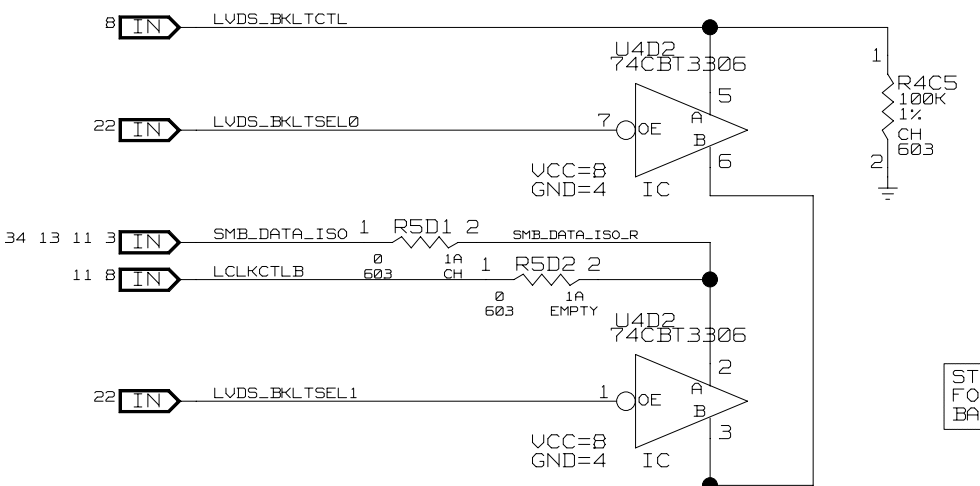 8 IN LVDS_BKLTCTL
U4D2
74CBT3306
1
R4C5
100K
1%
CH
603
2
5
A
22 IN LVDS_BKLTSEL0 7 OE
B
6
VCC=8
GND=4 IC
34 13 11 3 IN SMB_DATA_ISO 1 R5D1 2 SMB_DATA_ISO_R
0 1A
603 CH
11 8 IN LCLKCTLB 1 R5D2 2
0 1A
603 EMPTY
U4D2
74CBT3306
2
A
22 IN LVDS_BKLTSEL1 1 OE
B
3
VCC=8
GND=4 IC
ST
FO
BA